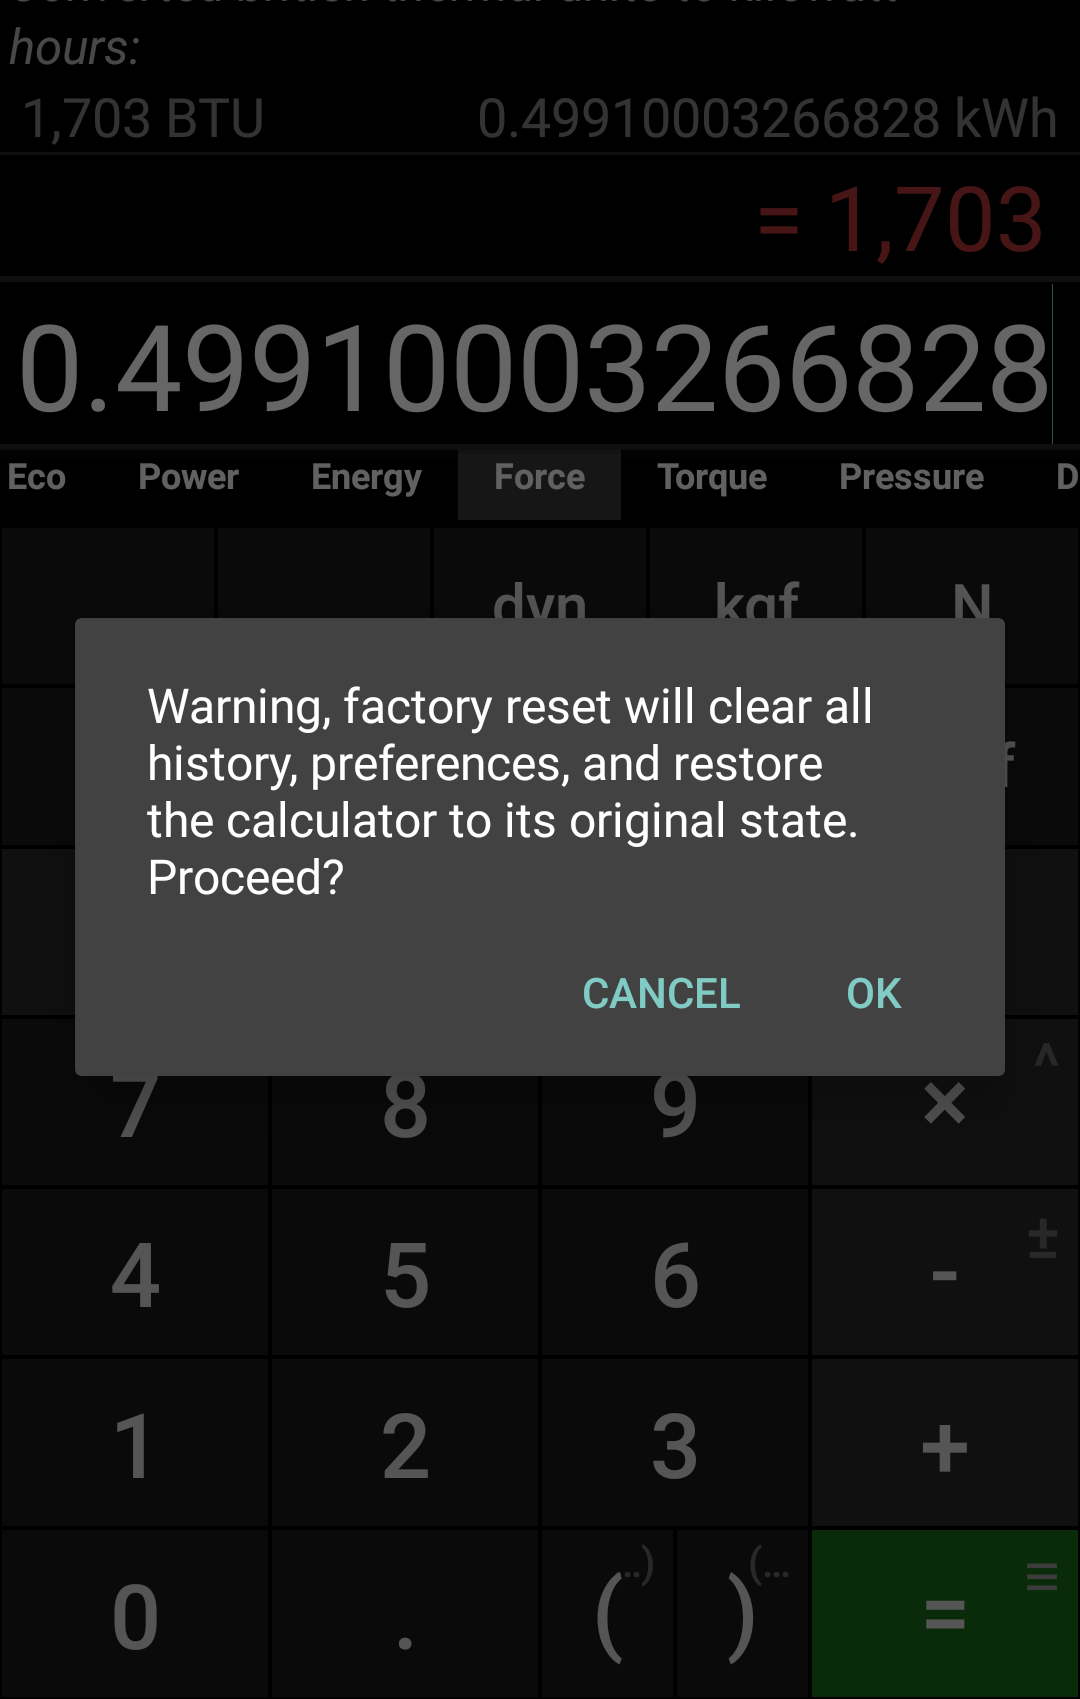 hours:
1,703 BTU 0.49910003266828 kWh
= 1,703
0.49910003266828
Eco Power Energy Force Torque Pressure D
dyn kgf N
f
Warning, factory reset will clear all
history, preferences, and restore
the calculator to its original state.
Proceed?
CANCEL OK
^
7 8 9 ×
±
4 5 6 -
1 2 3 +
..) (... ≡
0 . ( ) =